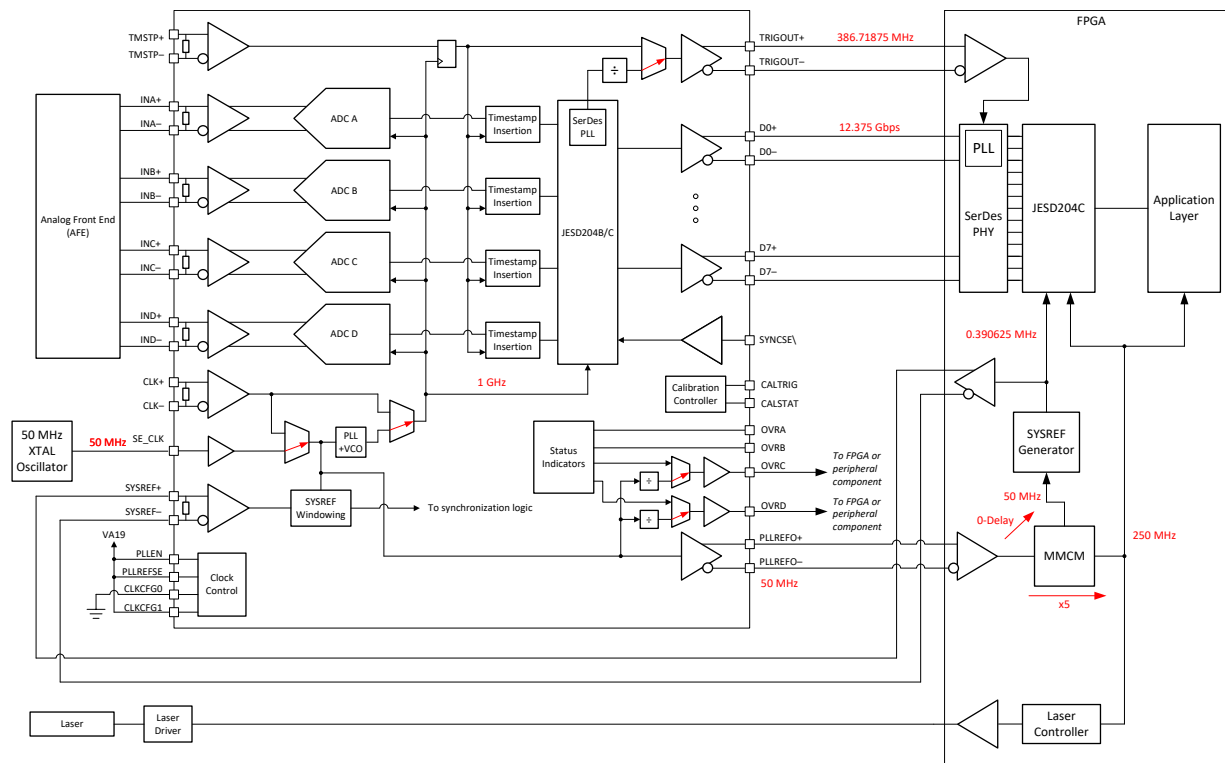 FPGA
TMSTP+
TMSTP–
TRIGOUT+
386.71875 MHz
TRIGOUT–
÷
SerDes
PLL
INA+
INA–
ADC A
Timestamp
Insertion
D0+
12.375 Gbps
D0–
PLL
INB+
INB–
ADC B
Timestamp
Insertion
Analog Front End
(AFE)
JESD204B/C
SerDes
PHY
JESD204C
Application
Layer
INC+
INC–
ADC C
Timestamp
Insertion
D7+
D7–
IND+
IND–
ADC D
Timestamp
Insertion
SYNCSE\
0.390625 MHz
CLK+
CLK–
1 GHz
Calibration
Controller
CALTRIG
CALSTAT
50 MHz
XTAL
Oscillator
50 MHz
SE_CLK
PLL
+VCO
Status
Indicators
OVRA
OVRB
OVRC
÷
To FPGA or
peripheral
component
SYSREF
Generator
SYSREF+
SYSREF–
SYSREF
Windowing
To synchronization logic
OVRD
÷
To FPGA or
peripheral
component
50 MHz
0-Delay
250 MHz
VA19
PLLEN
PLLREFSE
CLKCFG0
CLKCFG1
Clock
Control
PLLREFO+
PLLREFO–
50 MHz
MMCM
x5
Laser
Laser
Driver
Laser
Controller